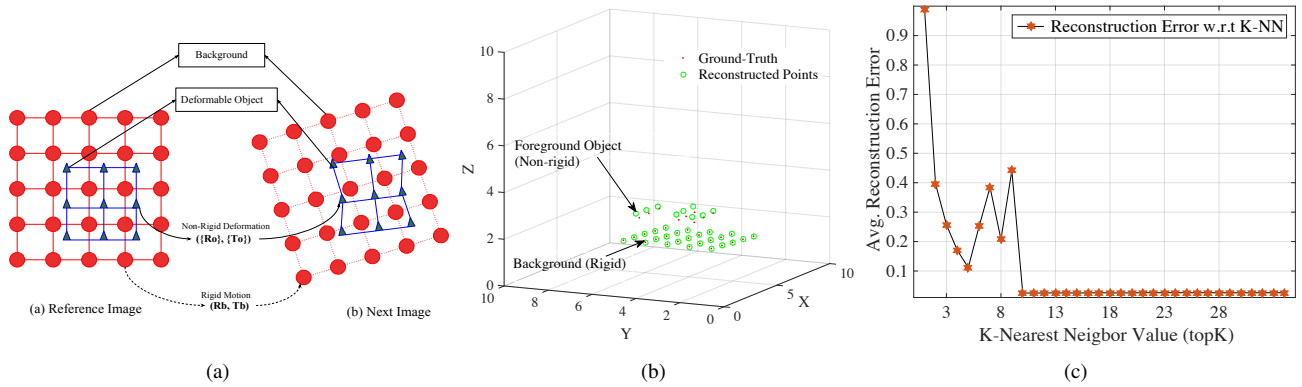 Background
Deformable Object
Non-Rigid Deformation
({Ro}, {To})
Rigid Motion
(Rb, Tb)
(a) Reference Image
(b) Next Image
(a)
10
8
6
4
2
0
Z
Ground-Truth
Reconstructed Points
Foreground Object
(Non-rigid)
Background (Rigid)
10
8
6
4
2
0
Y
0
5
10
X
(b)
Reconstruction Error w.r.t K-NN
0.9
0.8
0.7
0.6
0.5
0.4
0.3
0.2
0.1
Avg. Reconstruction Error
3
8
13
18
23
28
K-Nearest Neigbor Value (topK)
(c)